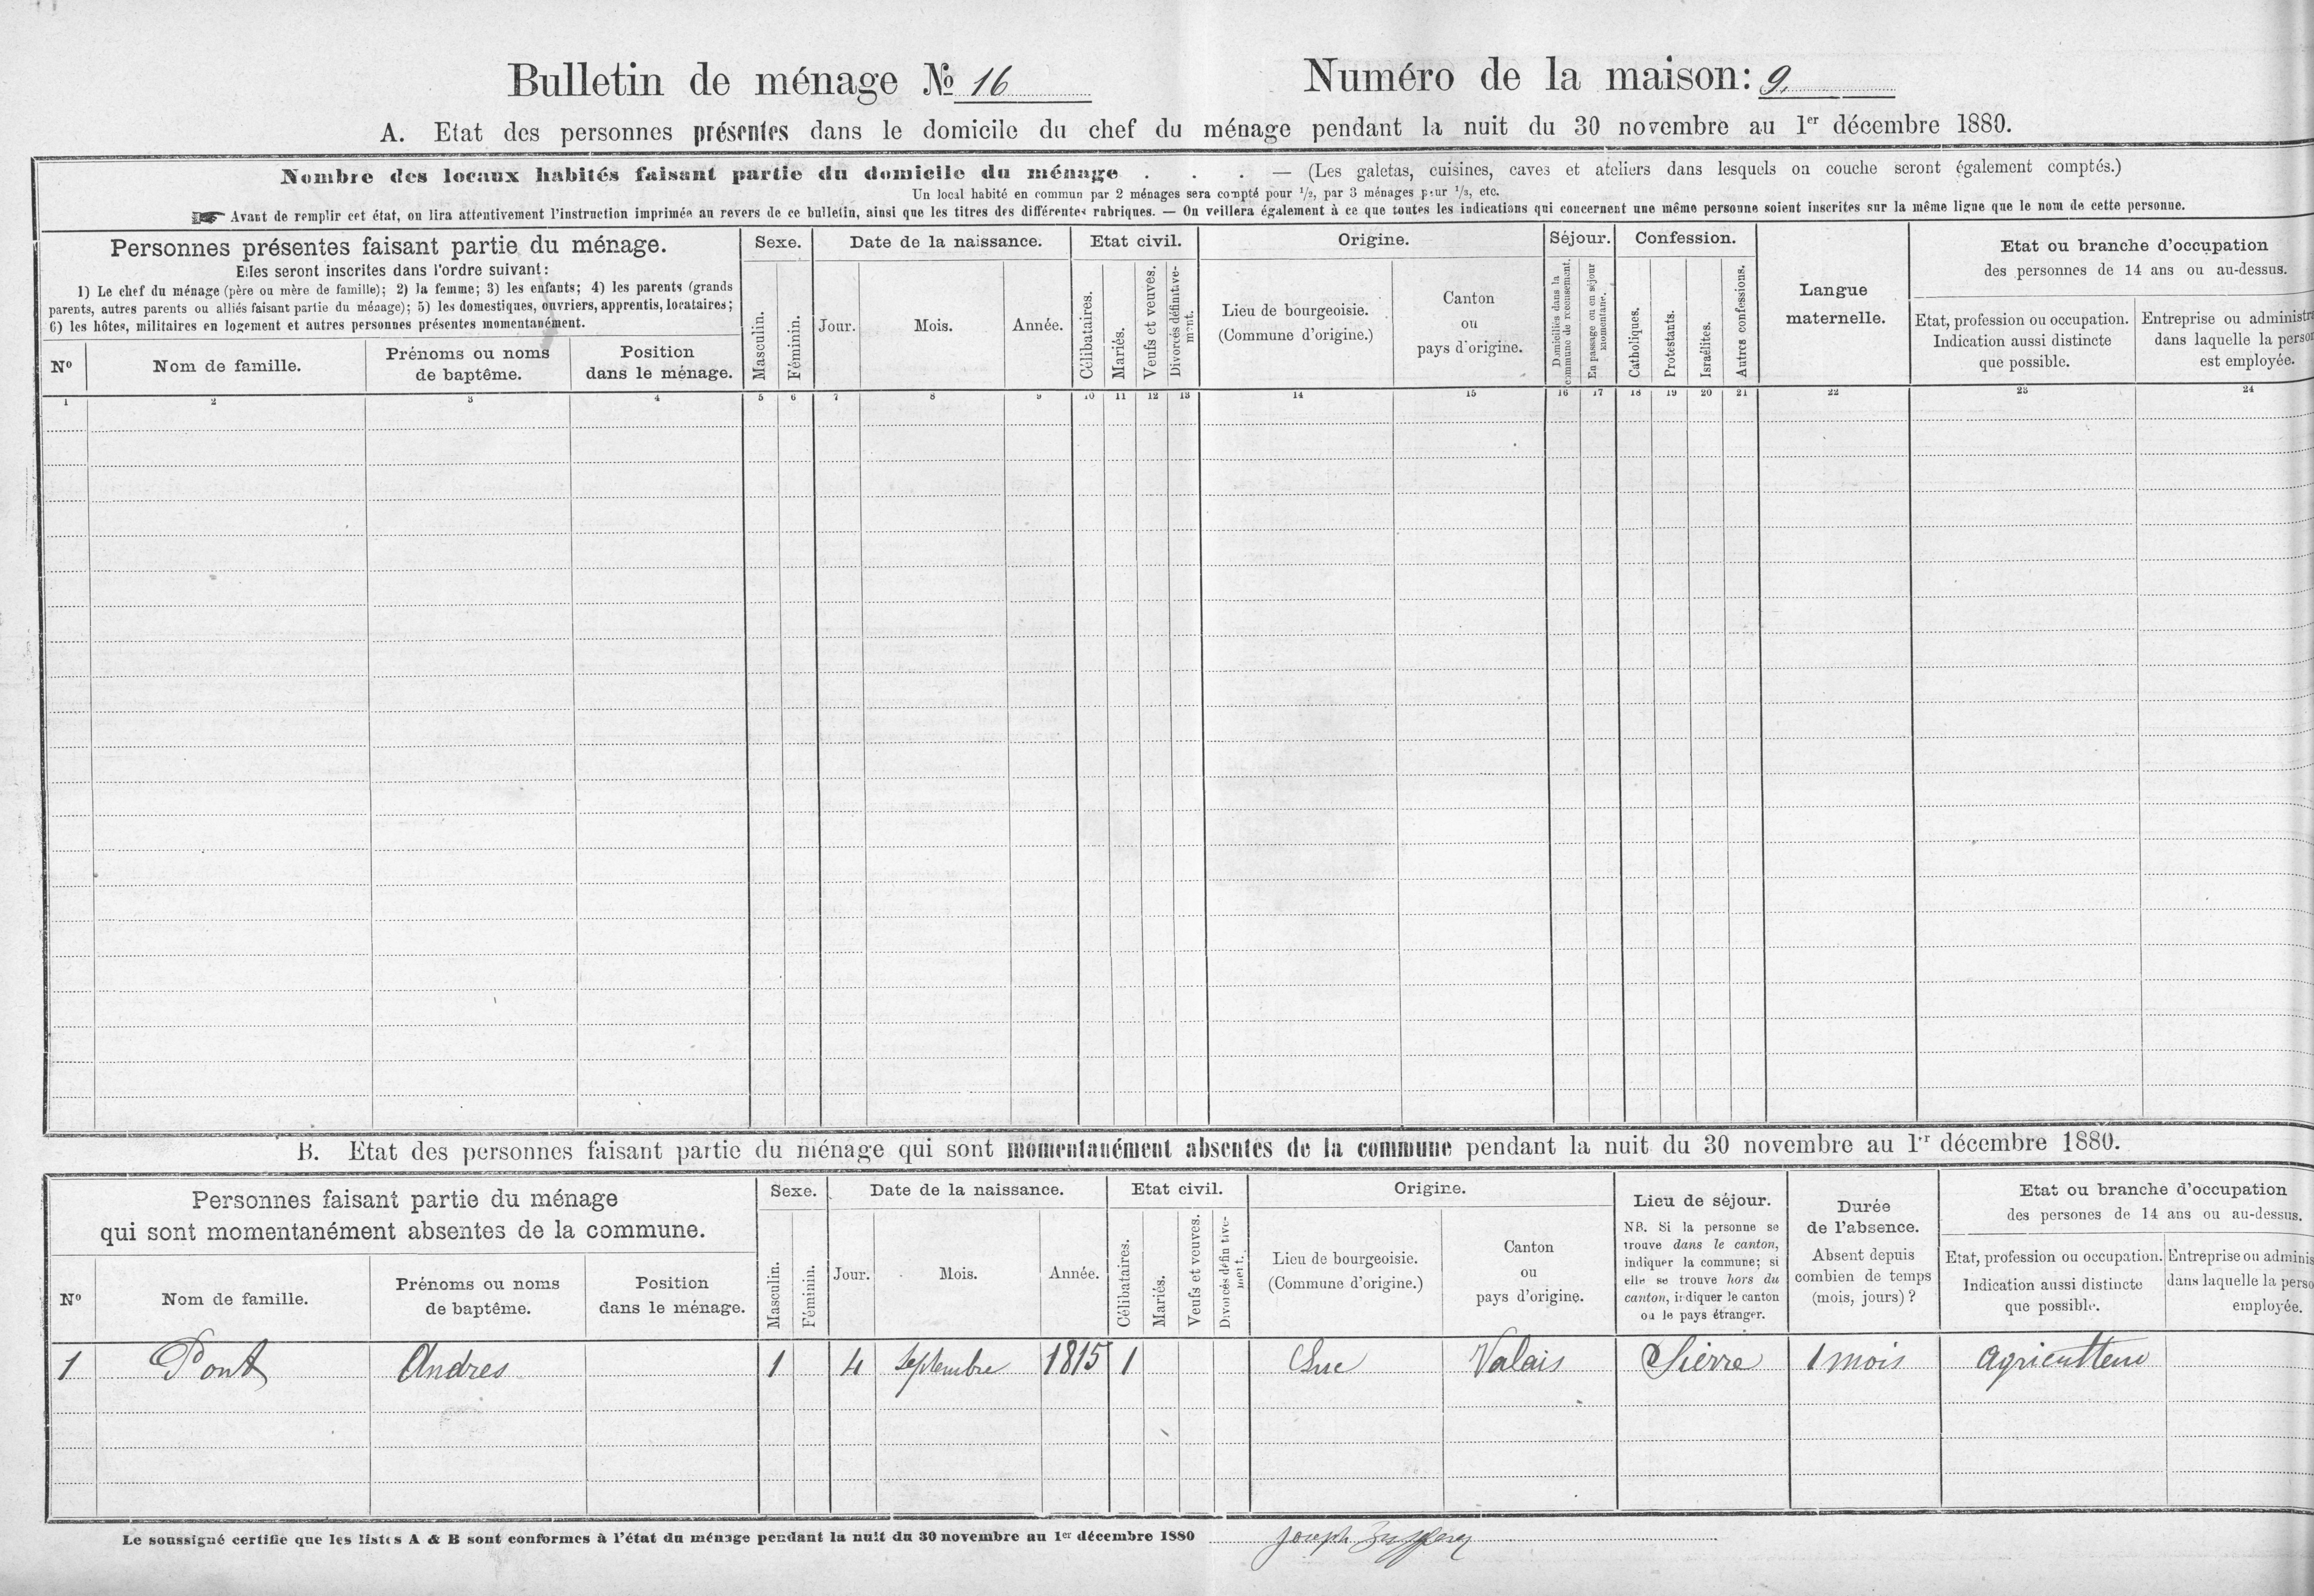 Bulletin de ménage № 16
Numéro de la maison: 9.
A. Etat des personnes présentes dans le domicile du chef du ménage pendant la nuit du 30 novembre au 1er décembre 1880.
Nombre des locaux habités faisant partie du domicile du ménage . . . — (Les galetas, cuisines, caves et ateliers dans lesquels on couche seront également comptés.)
Un local habité en commun par 2 ménages sera compté pour 1/2, par 3 ménages pour 1/3, etc.
☛ Avant de remplir cet état, on lira attentivement l'instruction imprimée au revers de ce bulletin, ainsi que les titres des différentes rubriques. — On veillera également à ce que toutes les indications qui concernent une même personne soient inscrites sur la même ligne que le nom de cette personne.
Personnes présentes faisant partie du ménage.
Elles seront inscrites dans l'ordre suivant:
1) Le chef du ménage (père ou mère de famille); 2) la femme; 3) les enfants; 4) les parents (grands
parents, autres parents ou alliés faisant partie du ménage); 5) les domestiques, ouvriers, apprentis, locataires;
6) les hôtes, militaires en logement et autres personnes présentes momentanément.
No
Nom de famille.
Prénoms ou noms
de baptême.
Position
dans le ménage.
Sexe.
Masculin.
Féminin.
Date de la naissance.
Jour.
Mois.
Année.
Etat civil.
Célibataires.
Mariés.
Veufs et veuves.
Divorcés définitive-
ment.
Origine.
Lieu de bourgeoisie.
(Commune d'origine.)
Canton
ou
pays d'origine.
Séjour.
Domiciliés dans la
commune de recensement.
En passage ou en séjour
momentané.
Confession.
Catholiques.
Protestants.
Israélites.
Autres confessions.
Langue
maternelle.
Etat ou branche d'occupation
des personnes de 14 ans ou au-dessus.
Etat, profession ou occupation.
Indication aussi distincte
que possible.
Entreprise ou administr
dans laquelle la person
est employée.
1 2 3 4 5 6 7 8 9 10 11 12 13 14 15 16 17 18 19 20 21 22 23 24
B. Etat des personnes faisant partie du ménage qui sont momentanément absentes de la commune pendant la nuit du 30 novembre au 1er décembre 1880.
Personnes faisant partie du ménage
qui sont momentanément absentes de la commune.
No
Nom de famille.
Prénoms ou noms
de baptême.
Position
dans le ménage.
Sexe.
Masculin.
Féminin.
Date de la naissance.
Jour.
Mois.
Année.
Etat civil.
Célibataires.
Mariés.
Veufs et veuves.
Divorcés définitive-
ment.
Origine.
Lieu de bourgeoisie.
(Commune d'origine.)
Canton
ou
pays d'origine.
Lieu de séjour.
NB. Si la personne se
trouve dans le canton,
indiquer la commune; si
elle se trouve hors du
canton, indiquer le canton
ou le pays étranger.
Durée
de l'absence.
Absent depuis
combien de temps
(mois, jours)?
Etat ou branche d'occupation
des persones de 14 ans ou au-dessus.
Etat, profession ou occupation.
Indication aussi distincte
que possible.
Entreprise ou adminis
dans laquelle la perso
employée.
1 Pont Andres 1 4 Septembre 1815 1 Luc Valais Sierre 1 mois agriculteur
Le soussigné certifie que les listes A & B sont conformes à l'état du ménage pendant la nuit du 30 novembre au 1er décembre 1880 Joseph Zufferey